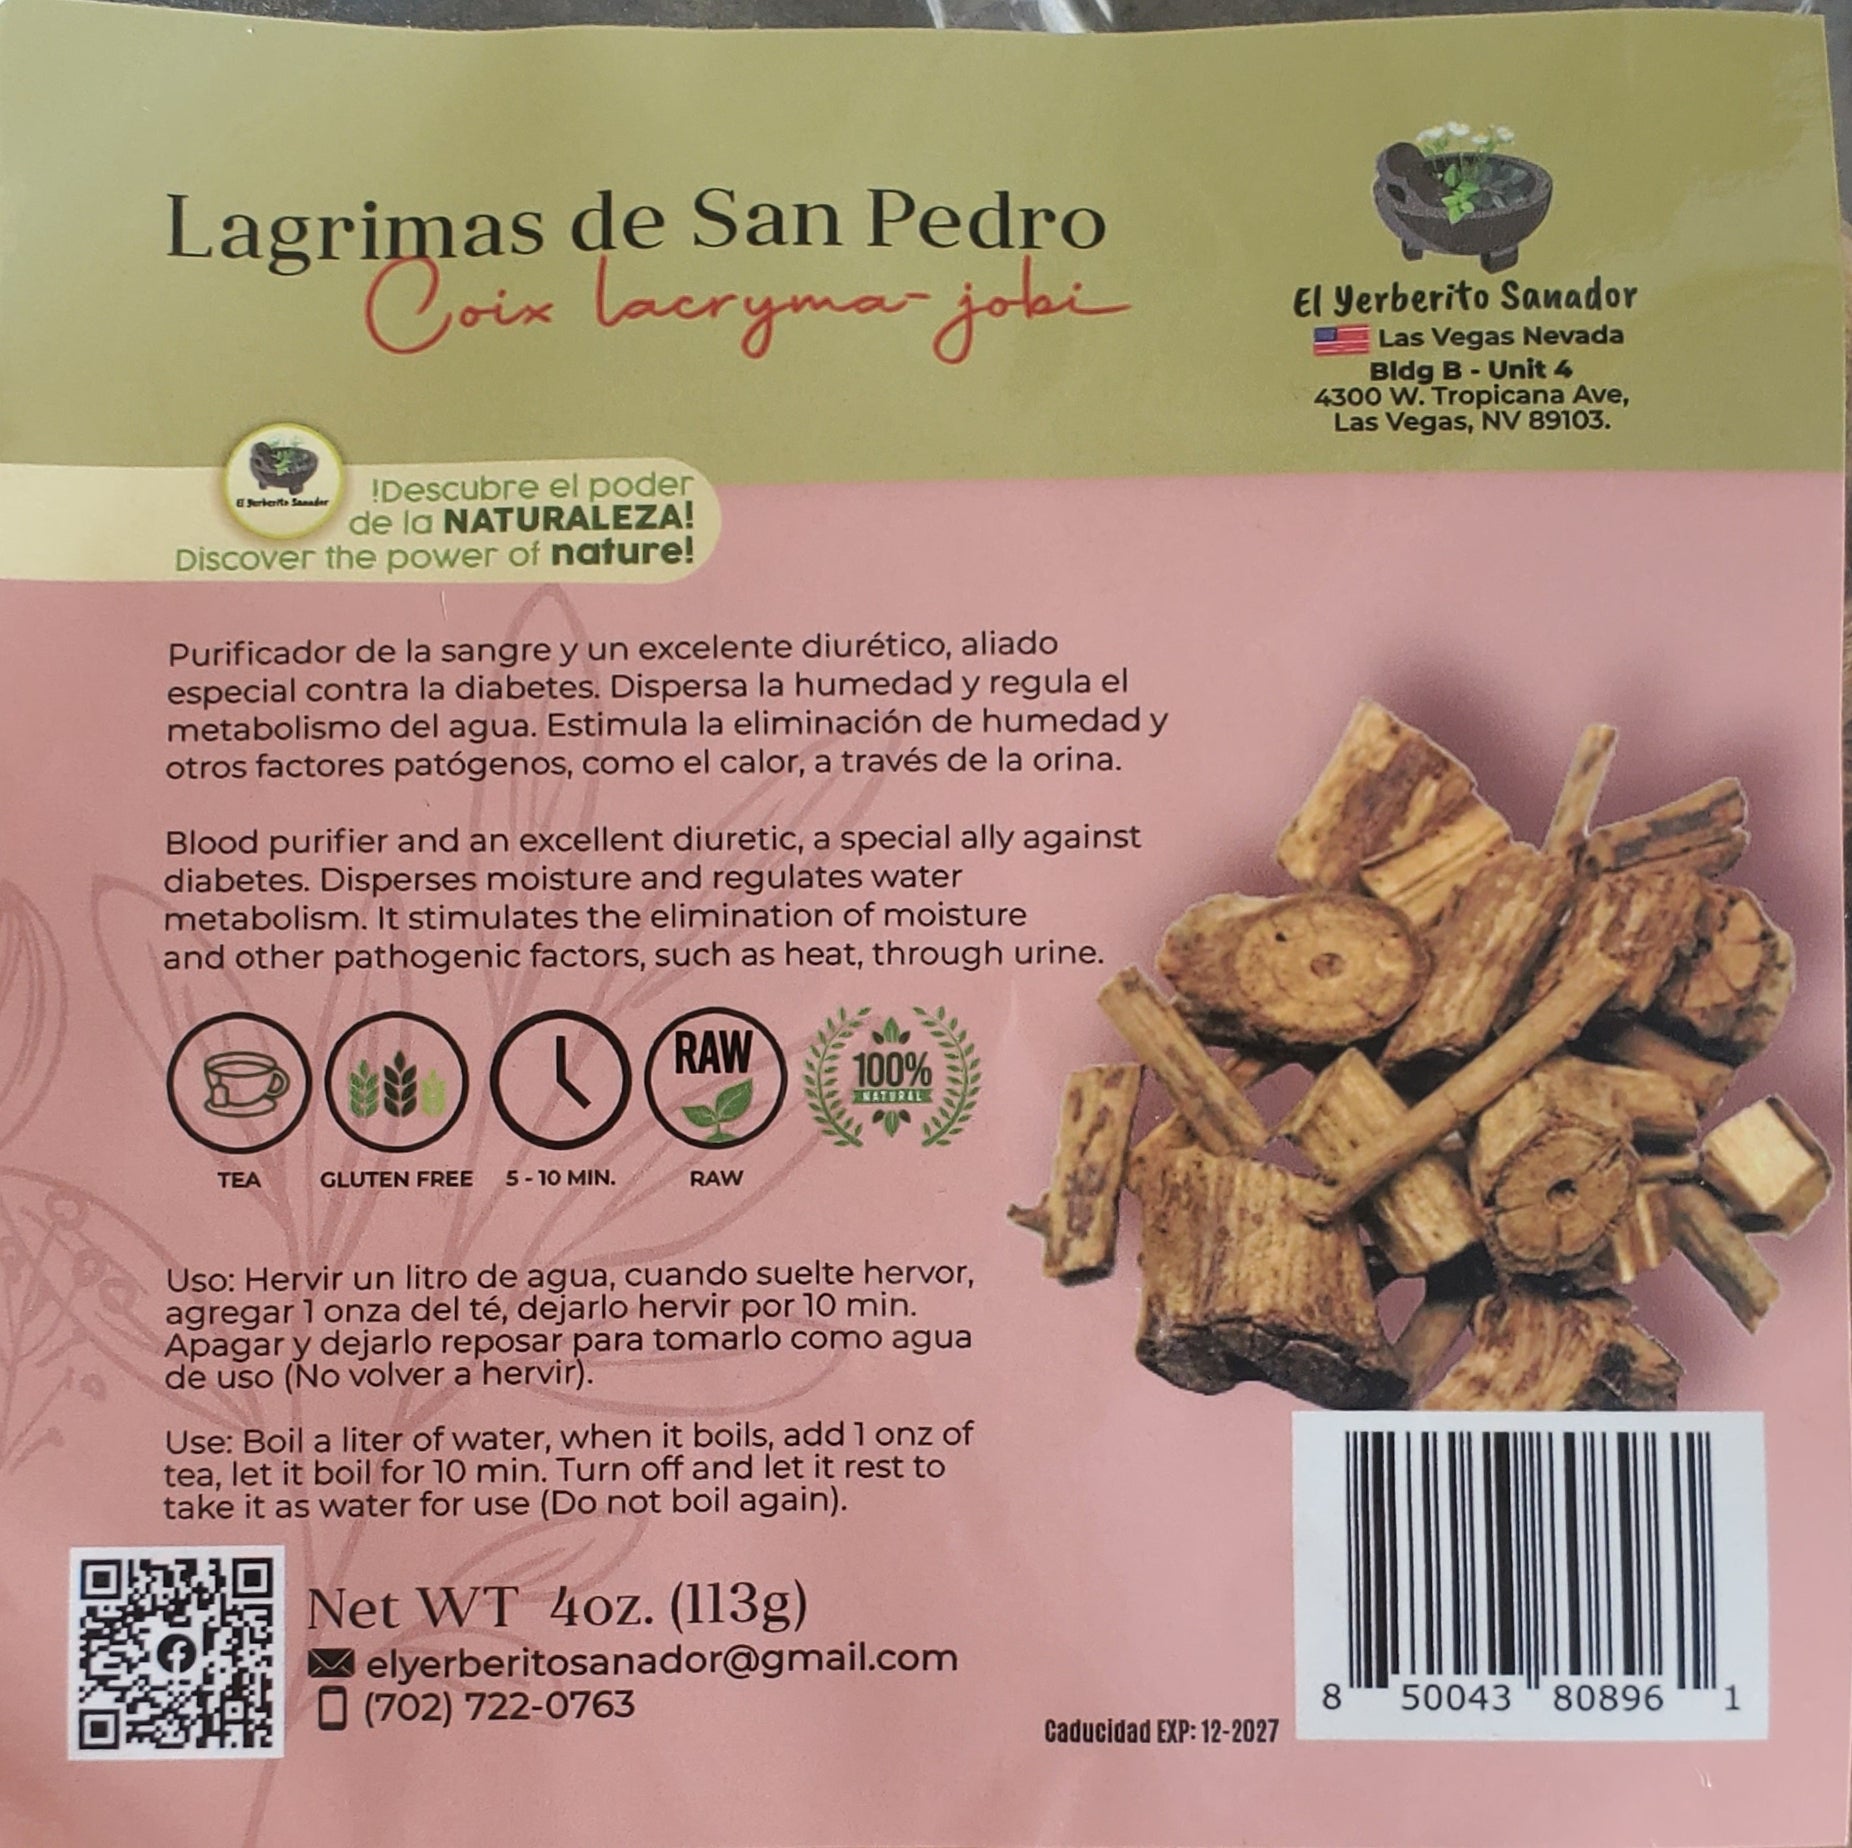 Lagrimas de San Pedro
Coix lacryma-jobi
El Yerberito Sanador
Las Vegas Nevada
Bldg B - Unit 4
4300 W. Tropicana Ave,
Las Vegas, NV 89103.
El Yerberito Sanador
!Descubre el poder
de la NATURALEZA!
Discover the power of nature!
Purificador de la sangre y un excelente diurético, aliado
especial contra la diabetes. Dispersa la humedad y regula el
metabolismo del agua. Estimula la eliminación de humedad y
otros factores patógenos, como el calor, a través de la orina.
Blood purifier and an excellent diuretic, a special ally against
diabetes. Disperses moisture and regulates water
metabolism. It stimulates the elimination of moisture
and other pathogenic factors, such as heat, through urine.
RAW
100%
NATURAL
TEA GLUTEN FREE 5 - 10 MIN. RAW
Uso: Hervir un litro de agua, cuando suelte hervor,
agregar 1 onza del té, dejarlo hervir por 10 min.
Apagar y dejarlo reposar para tomarlo como agua
de uso (No volver a hervir).
Use: Boil a liter of water, when it boils, add 1 onz of
tea, let it boil for 10 min. Turn off and let it rest to
take it as water for use (Do not boil again).
Net WT 4oz. (113g)
elyerberitosanador@gmail.com
(702) 722-0763
Caducidad EXP: 12-2027
8 50043 80896 1